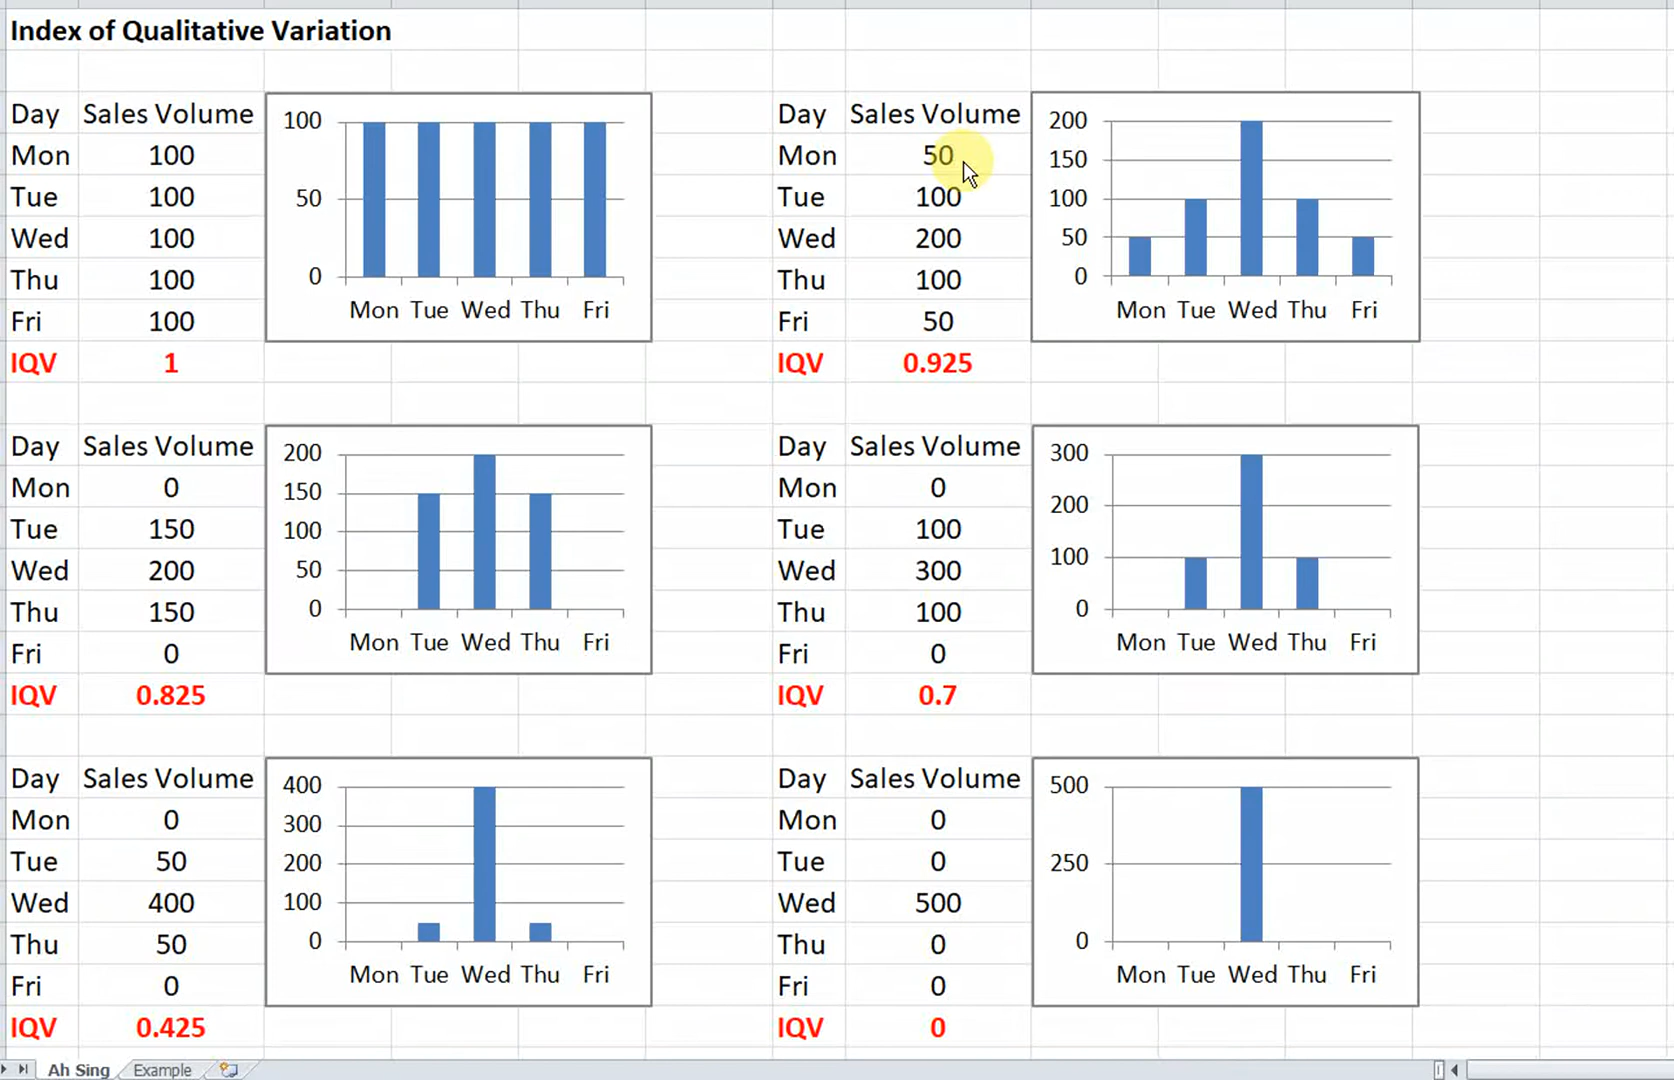 Index of Qualitative Variation
Day Sales Volume
Mon 100
Tue 100
Wed 100
Thu 100
Fri 100
IQV 1
100
50
0
Mon Tue Wed Thu Fri
Day Sales Volume
Mon 50
Tue 100
Wed 200
Thu 100
Fri 50
IQV 0.925
200
150
100
50
0
Mon Tue Wed Thu Fri
Day Sales Volume
Mon 0
Tue 150
Wed 200
Thu 150
Fri 0
IQV 0.825
200
150
100
50
0
Mon Tue Wed Thu Fri
Day Sales Volume
Mon 0
Tue 100
Wed 300
Thu 100
Fri 0
IQV 0.7
300
200
100
0
Mon Tue Wed Thu Fri
Day Sales Volume
Mon 0
Tue 50
Wed 400
Thu 50
Fri 0
IQV 0.425
400
300
200
100
0
Mon Tue Wed Thu Fri
Day Sales Volume
Mon 0
Tue 0
Wed 500
Thu 0
Fri 0
IQV 0
500
250
0
Mon Tue Wed Thu Fri
Ah Sing Example